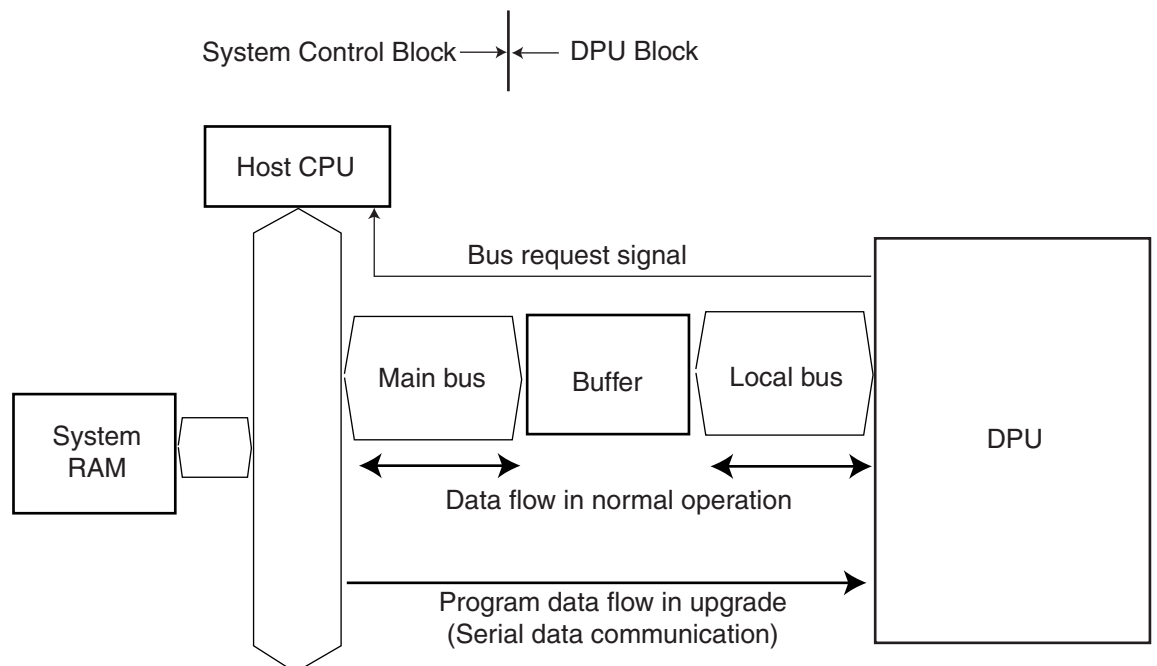 System Control Block
DPU Block
Host CPU
Bus request signal
Main bus
Buffer
Local bus
System
RAM
DPU
Data flow in normal operation
Program data flow in upgrade
(Serial data communication)